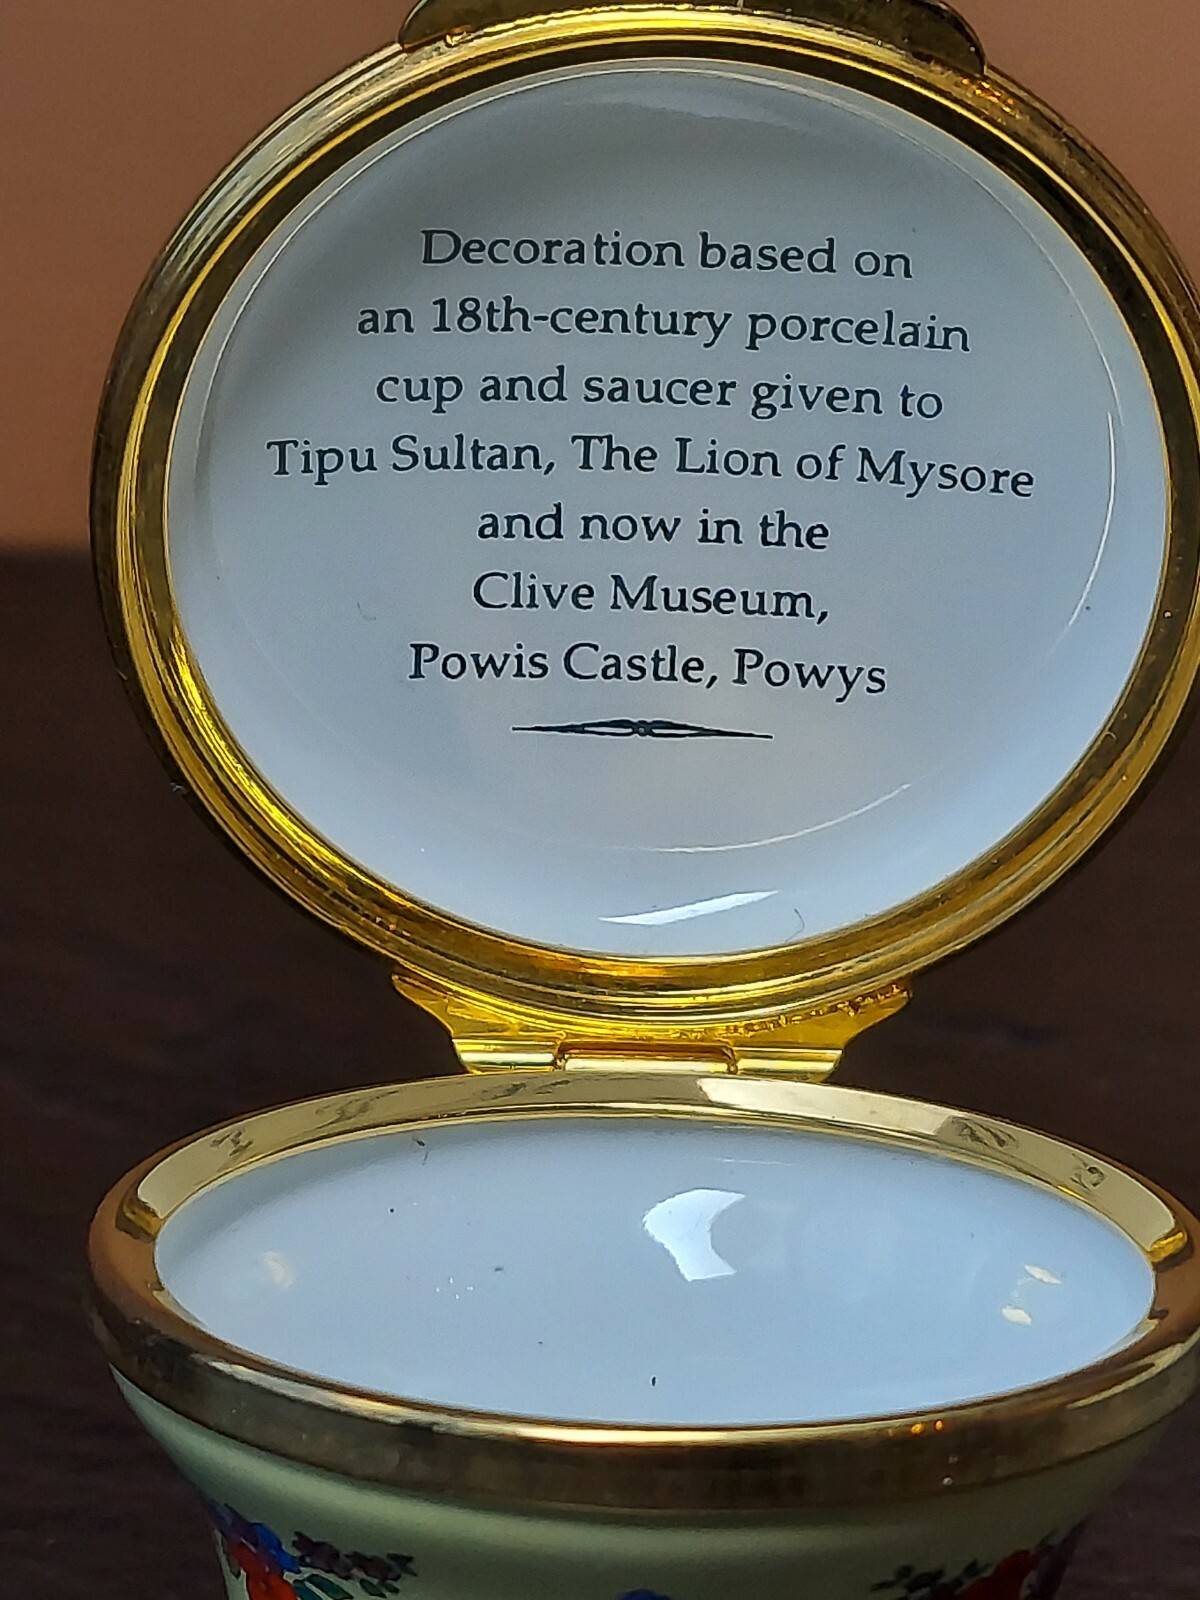 Decoration based on
an 18th-century porcelain
cup and saucer given to
Tipu Sultan, The Lion of Mysore
and now in the
Clive Museum,
Powis Castle, Powys